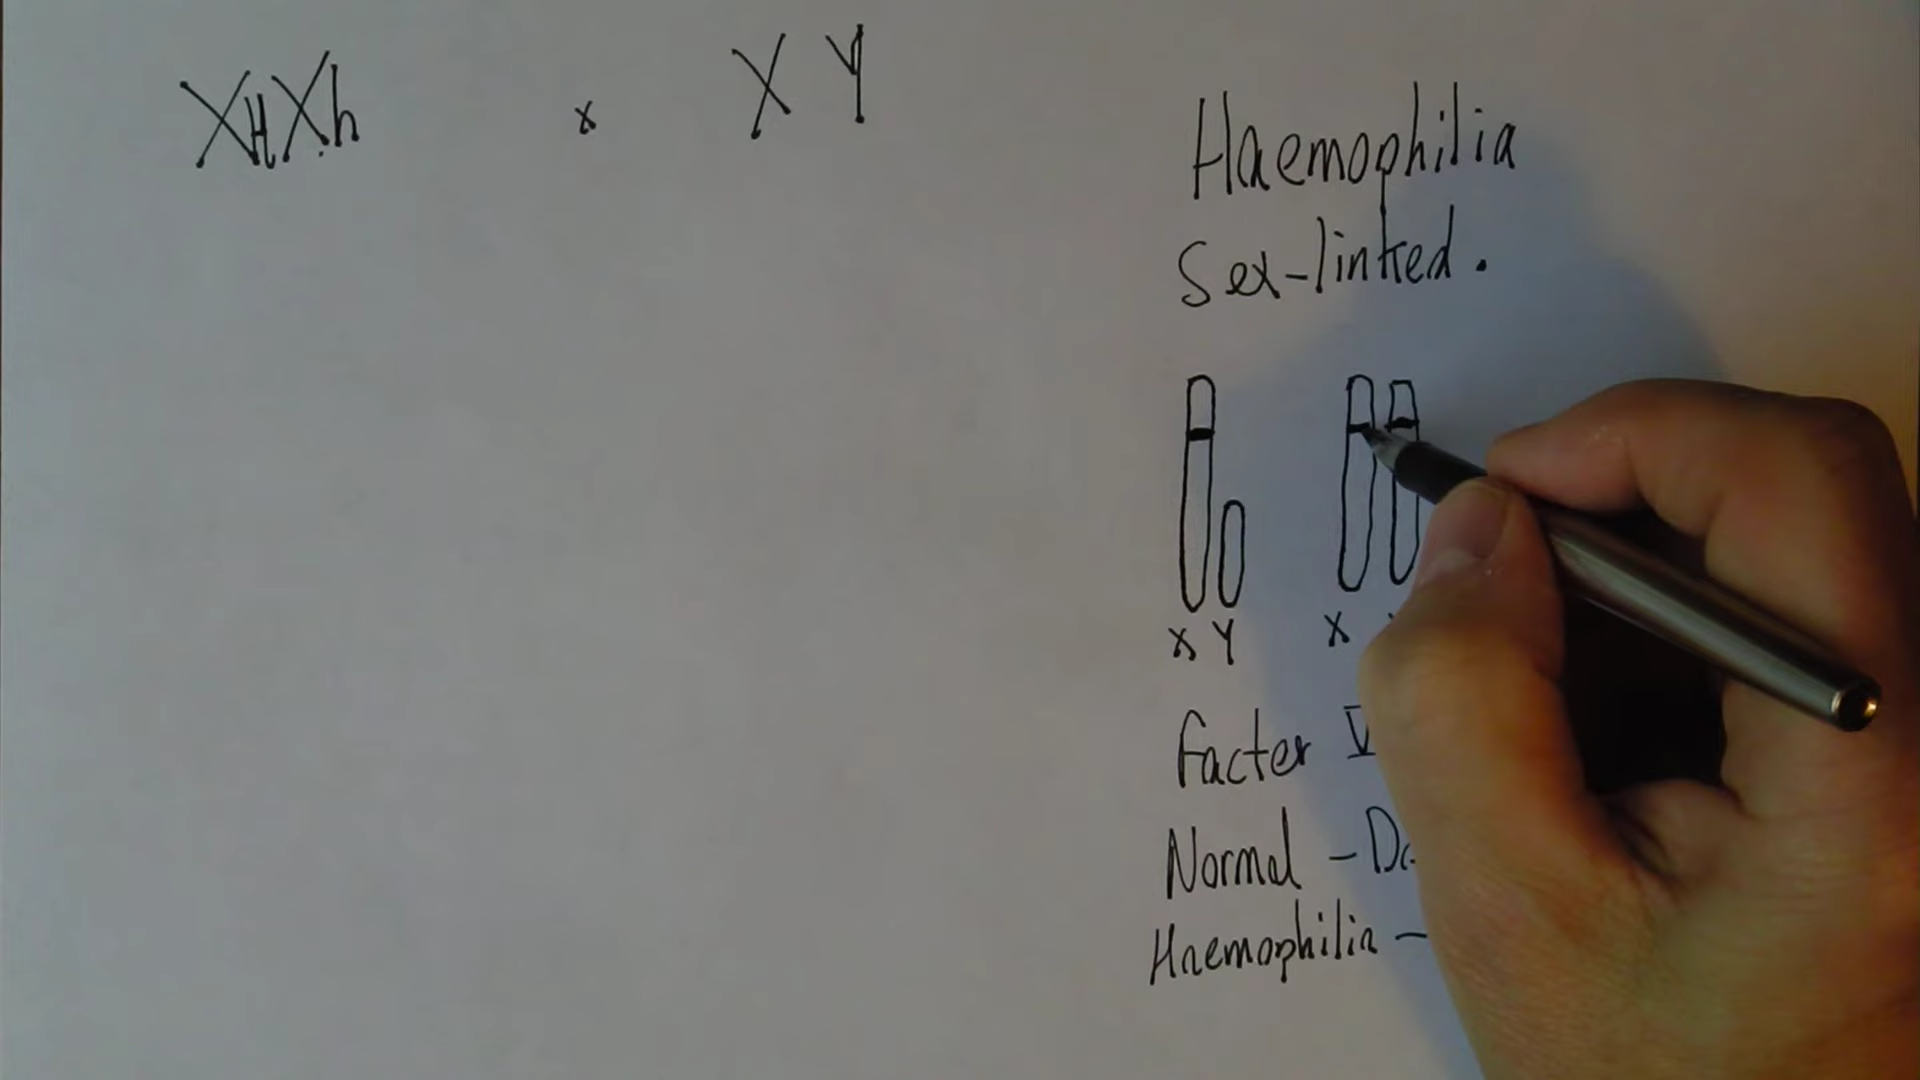 XHXh x X Y
Haemophilia
Sex-linked.
X Y X
Facter
Normal -
Haemophilia -